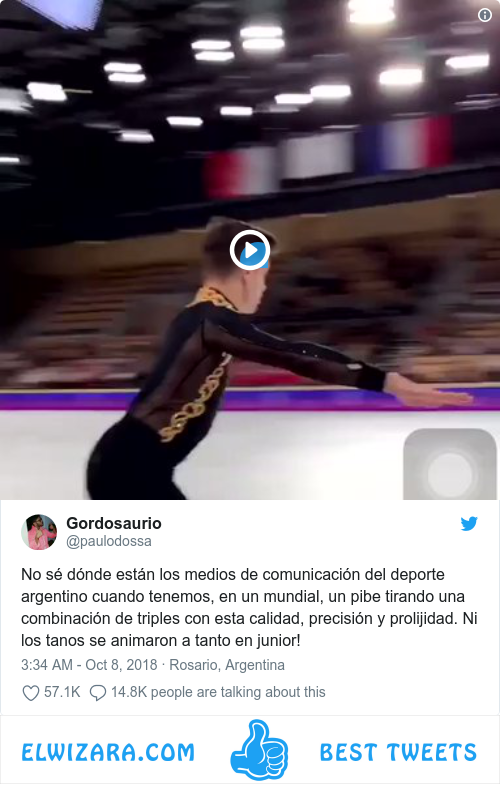 Gordosaurio
@paulodossa
No sé dónde están los medios de comunicación del deporte
argentino cuando tenemos, en un mundial, un pibe tirando una
combinación de triples con esta calidad, precisión y prolijidad. Ni
los tanos se animaron a tanto en junior!
3:34 AM - Oct 8, 2018 · Rosario, Argentina
57.1K 14.8K people are talking about this
ELWIZARA.COM BEST TWEETS